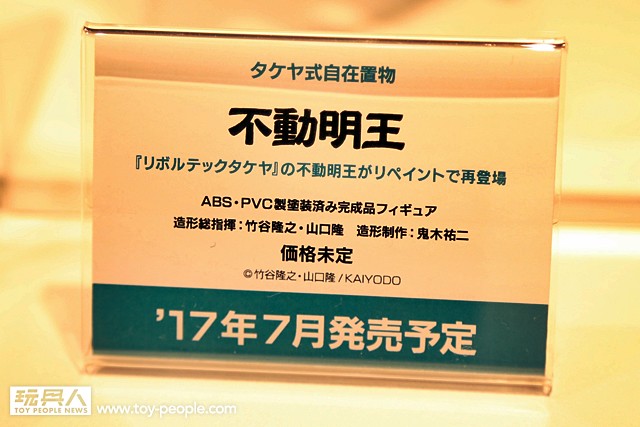 タケヤ式自在置物
不動明王
『リボルテックタケヤ』の不動明王がリペイントで再登場
ABS・PVC製塗装済み完成品フィギュア
造形総指揮：竹谷隆之・山口隆　造形制作：鬼木祐二
価格未定
©竹谷隆之・山口隆/KAIYODO
’17年7月発売予定
玩具人
TOY PEOPLE NEWS
www.toy-people.com